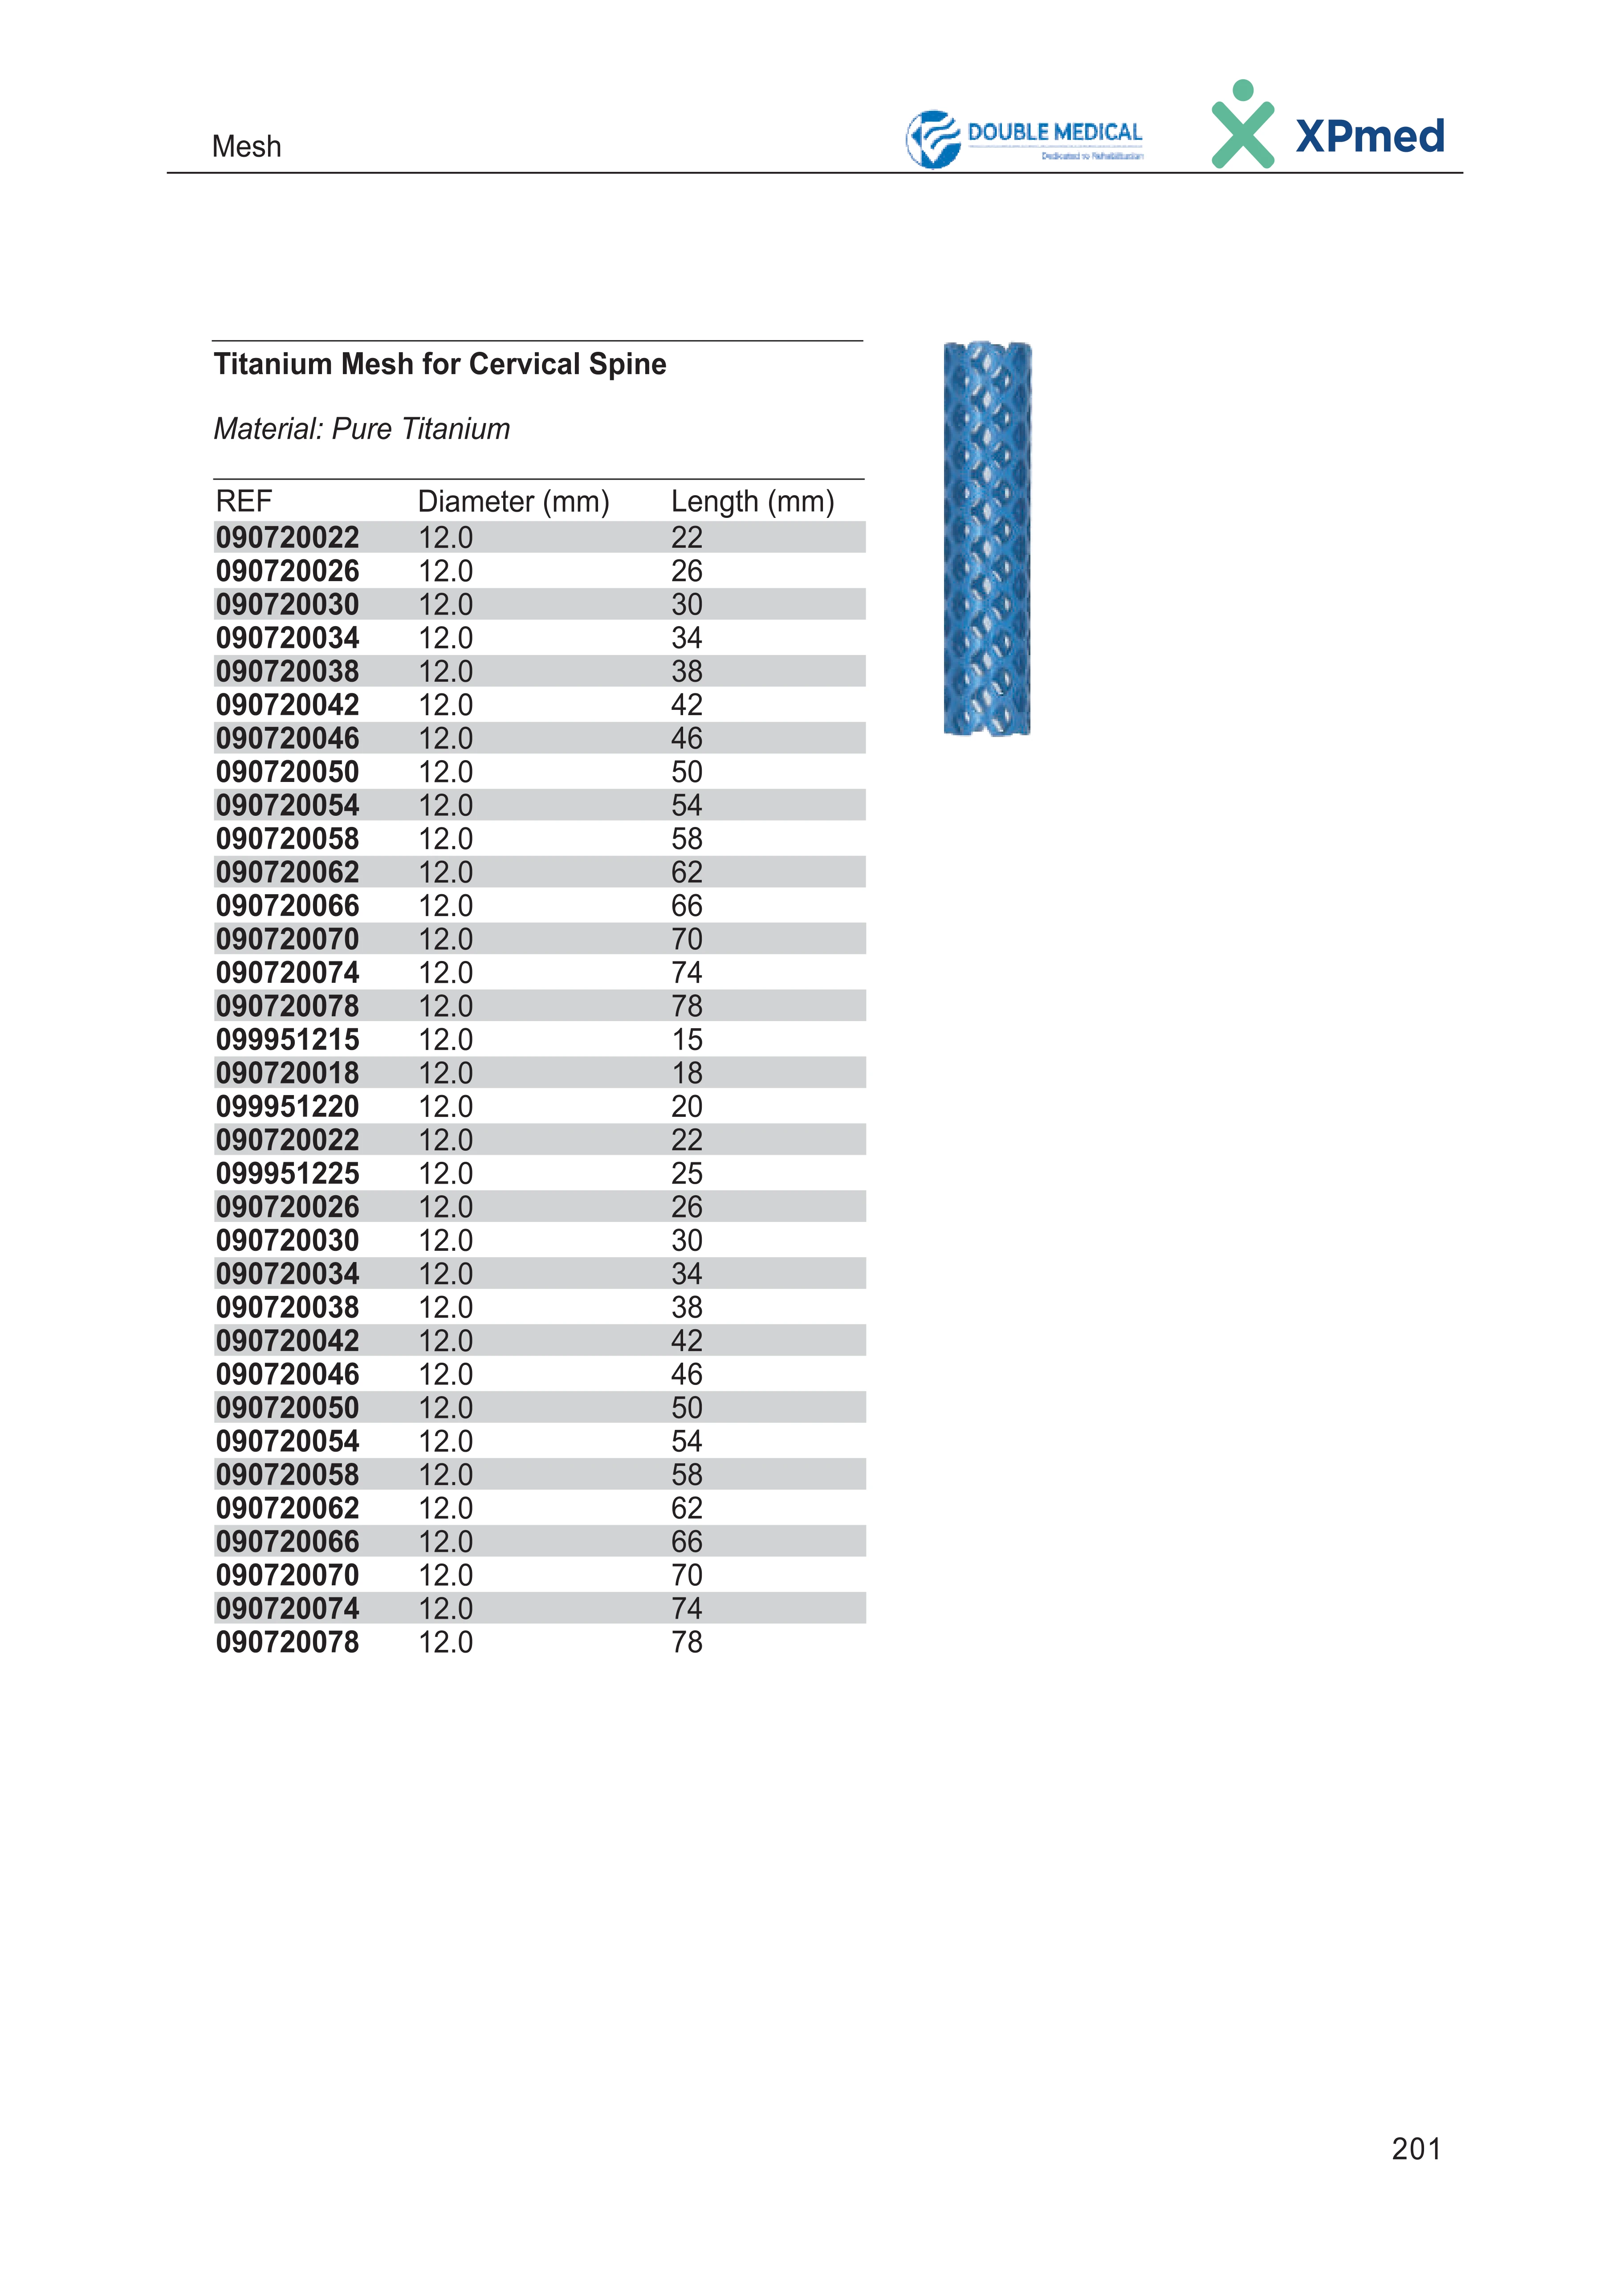 Mesh
DOUBLE MEDICAL
Dedicated to Rehabilitation
XPmed
Titanium Mesh for Cervical Spine
Material: Pure Titanium
REF Diameter (mm) Length (mm)
090720022 12.0 22
090720026 12.0 26
090720030 12.0 30
090720034 12.0 34
090720038 12.0 38
090720042 12.0 42
090720046 12.0 46
090720050 12.0 50
090720054 12.0 54
090720058 12.0 58
090720062 12.0 62
090720066 12.0 66
090720070 12.0 70
090720074 12.0 74
090720078 12.0 78
099951215 12.0 15
090720018 12.0 18
099951220 12.0 20
090720022 12.0 22
099951225 12.0 25
090720026 12.0 26
090720030 12.0 30
090720034 12.0 34
090720038 12.0 38
090720042 12.0 42
090720046 12.0 46
090720050 12.0 50
090720054 12.0 54
090720058 12.0 58
090720062 12.0 62
090720066 12.0 66
090720070 12.0 70
090720074 12.0 74
090720078 12.0 78
201